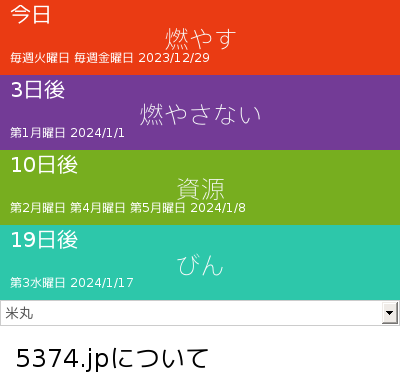 今日
燃やす
毎週火曜日 毎週金曜日 2023/12/29
3日後
燃やさない
第1月曜日 2024/1/1
10日後
資源
第2月曜日 第4月曜日 第5月曜日 2024/1/8
19日後
びん
第3水曜日 2024/1/17
米丸
5374.jpについて